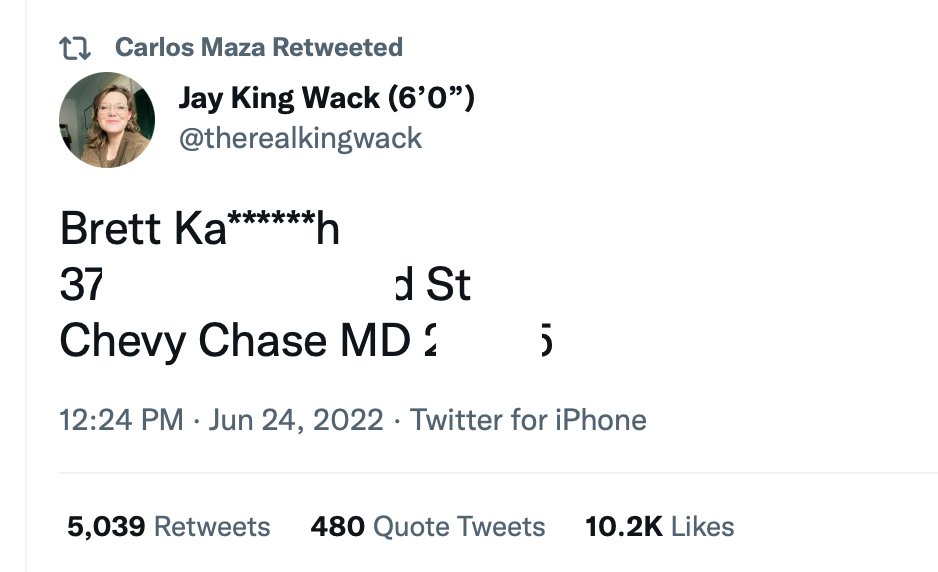 Carlos Maza Retweeted
Jay King Wack (6’0”)
@therealkingwack
Brett Ka******h
37 d St
Chevy Chase MD
12:24 PM · Jun 24, 2022 · Twitter for iPhone
5,039 Retweets 480 Quote Tweets 10.2K Likes